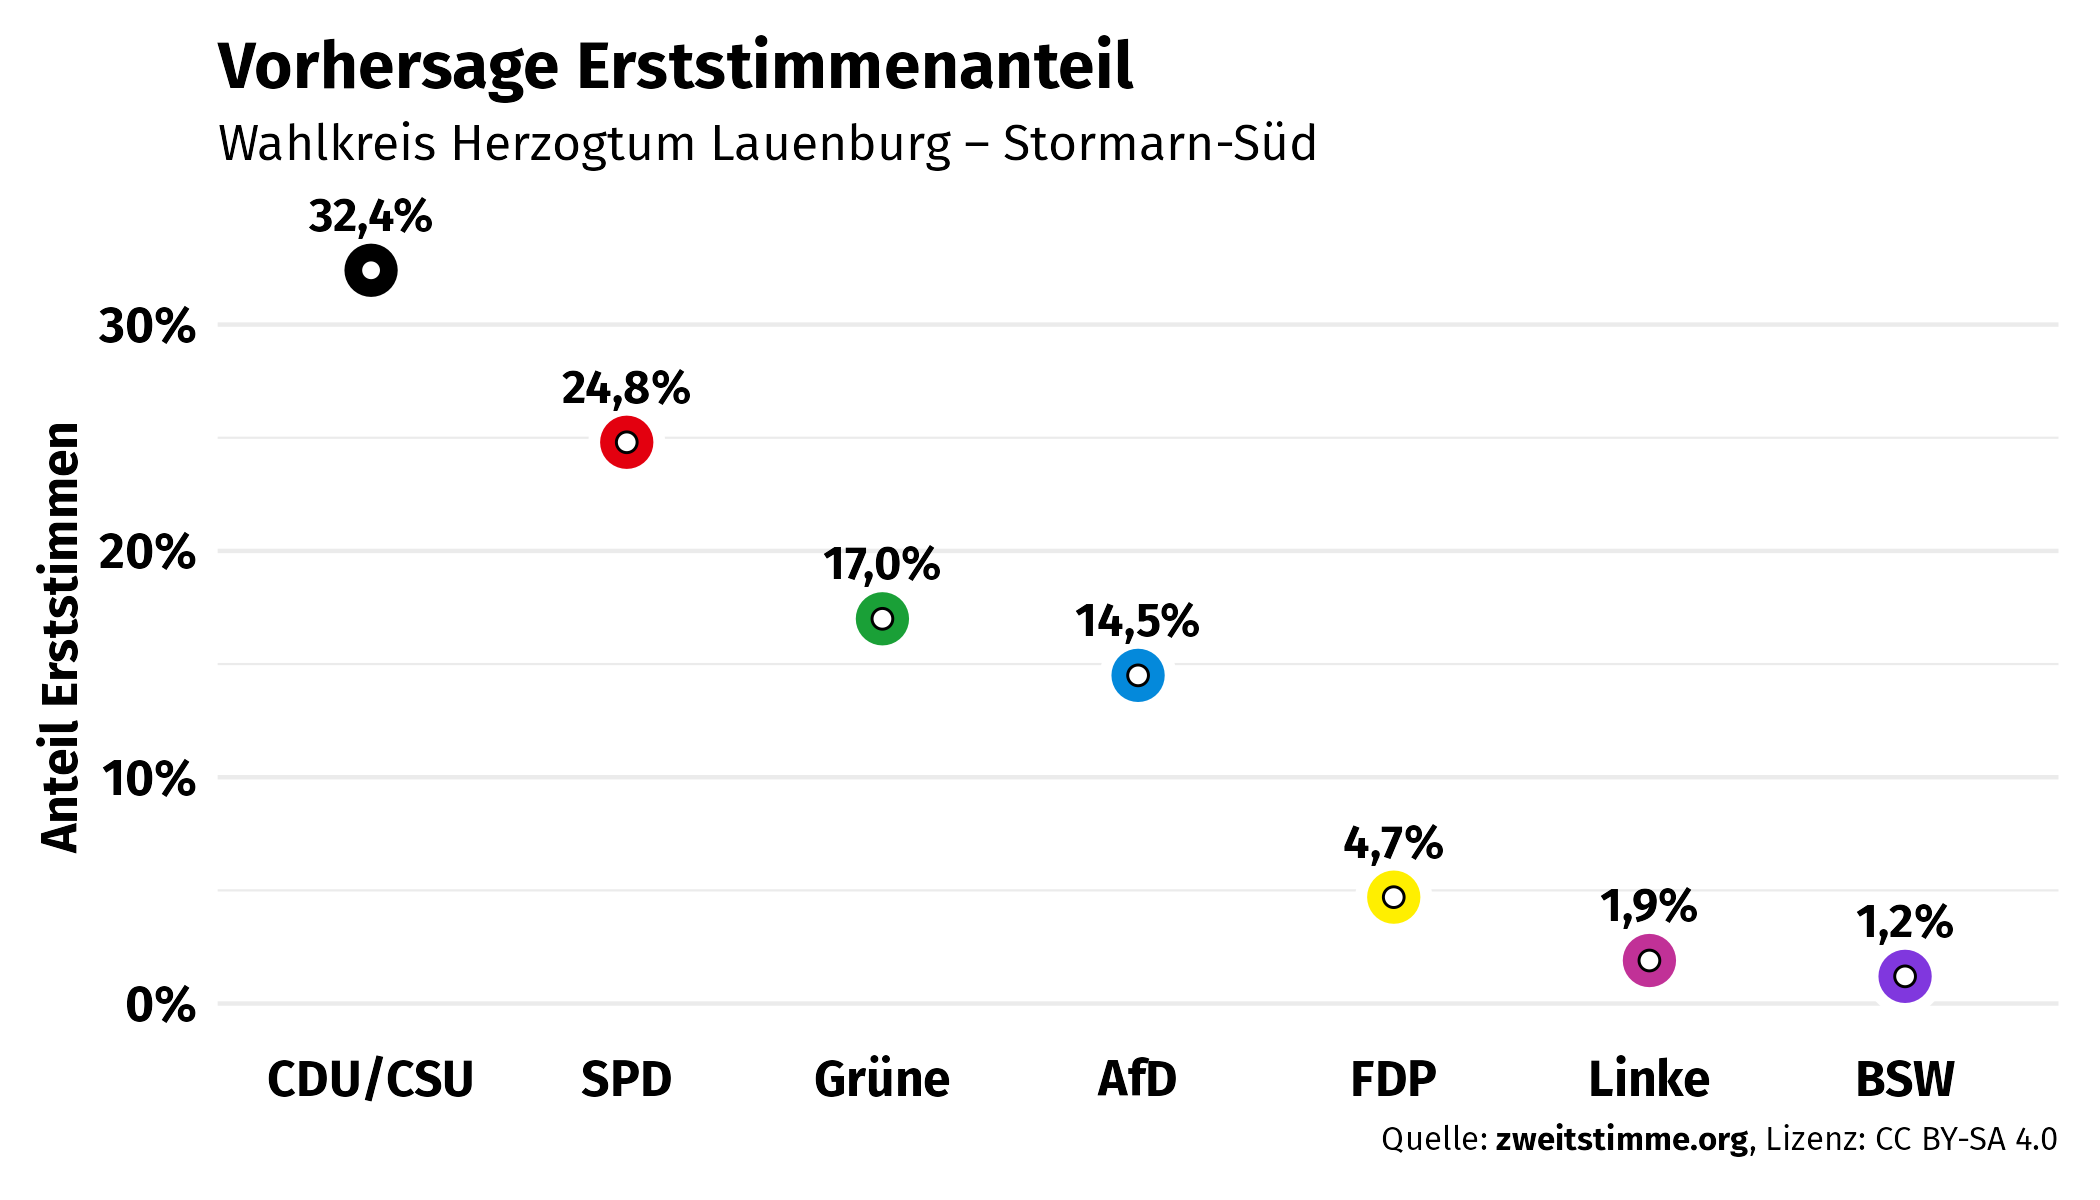 Vorhersage Erststimmenanteil
Wahlkreis Herzogtum Lauenburg – Stormarn-Süd
32,4%
30%
24,8%
20%
17,0%
14,5%
10%
4,7%
1,9%
1,2%
0%
Anteil Erststimmen
CDU/CSU SPD Grüne AfD FDP Linke BSW
Quelle: zweitstimme.org, Lizenz: CC BY-SA 4.0